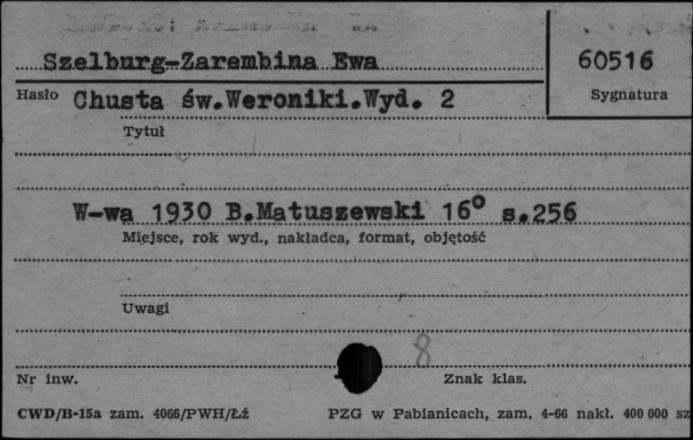 Szelburg-Zarembina Ewa
60516
Hasło Chusta św.Weroniki.Wyd. 2
Sygnatura
Tytuł
W-wa 1930 B.Matuszewski 16° s.256
Miejsce, rok wyd., nakładca, format, objętość
Uwagi
8
Nr inw. Znak klas.
CWD/B-15a zam. 4066/PWH/Łź PZG w Pabianicach, zam. 4-66 nakł. 400 000 sz